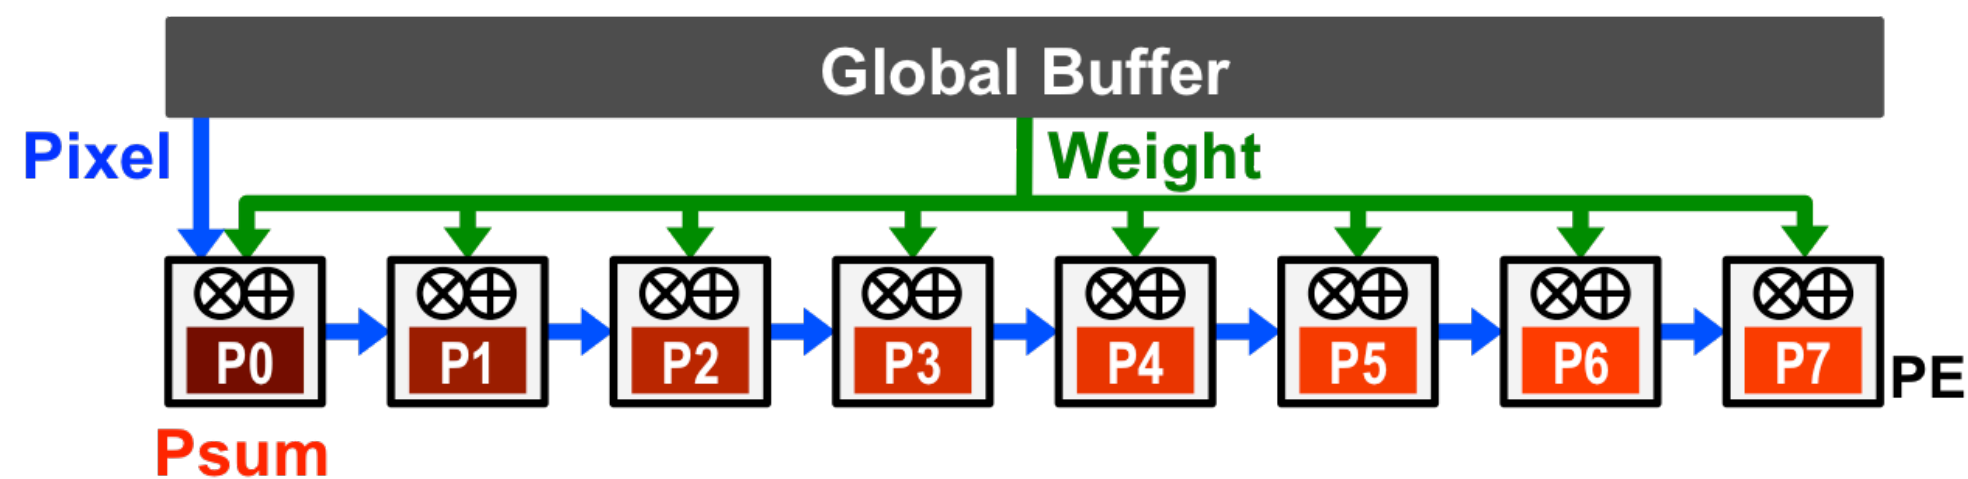 Global Buffer
Pixel
Weight
P0 P1 P2 P3 P4 P5 P6 P7
PE
Psum